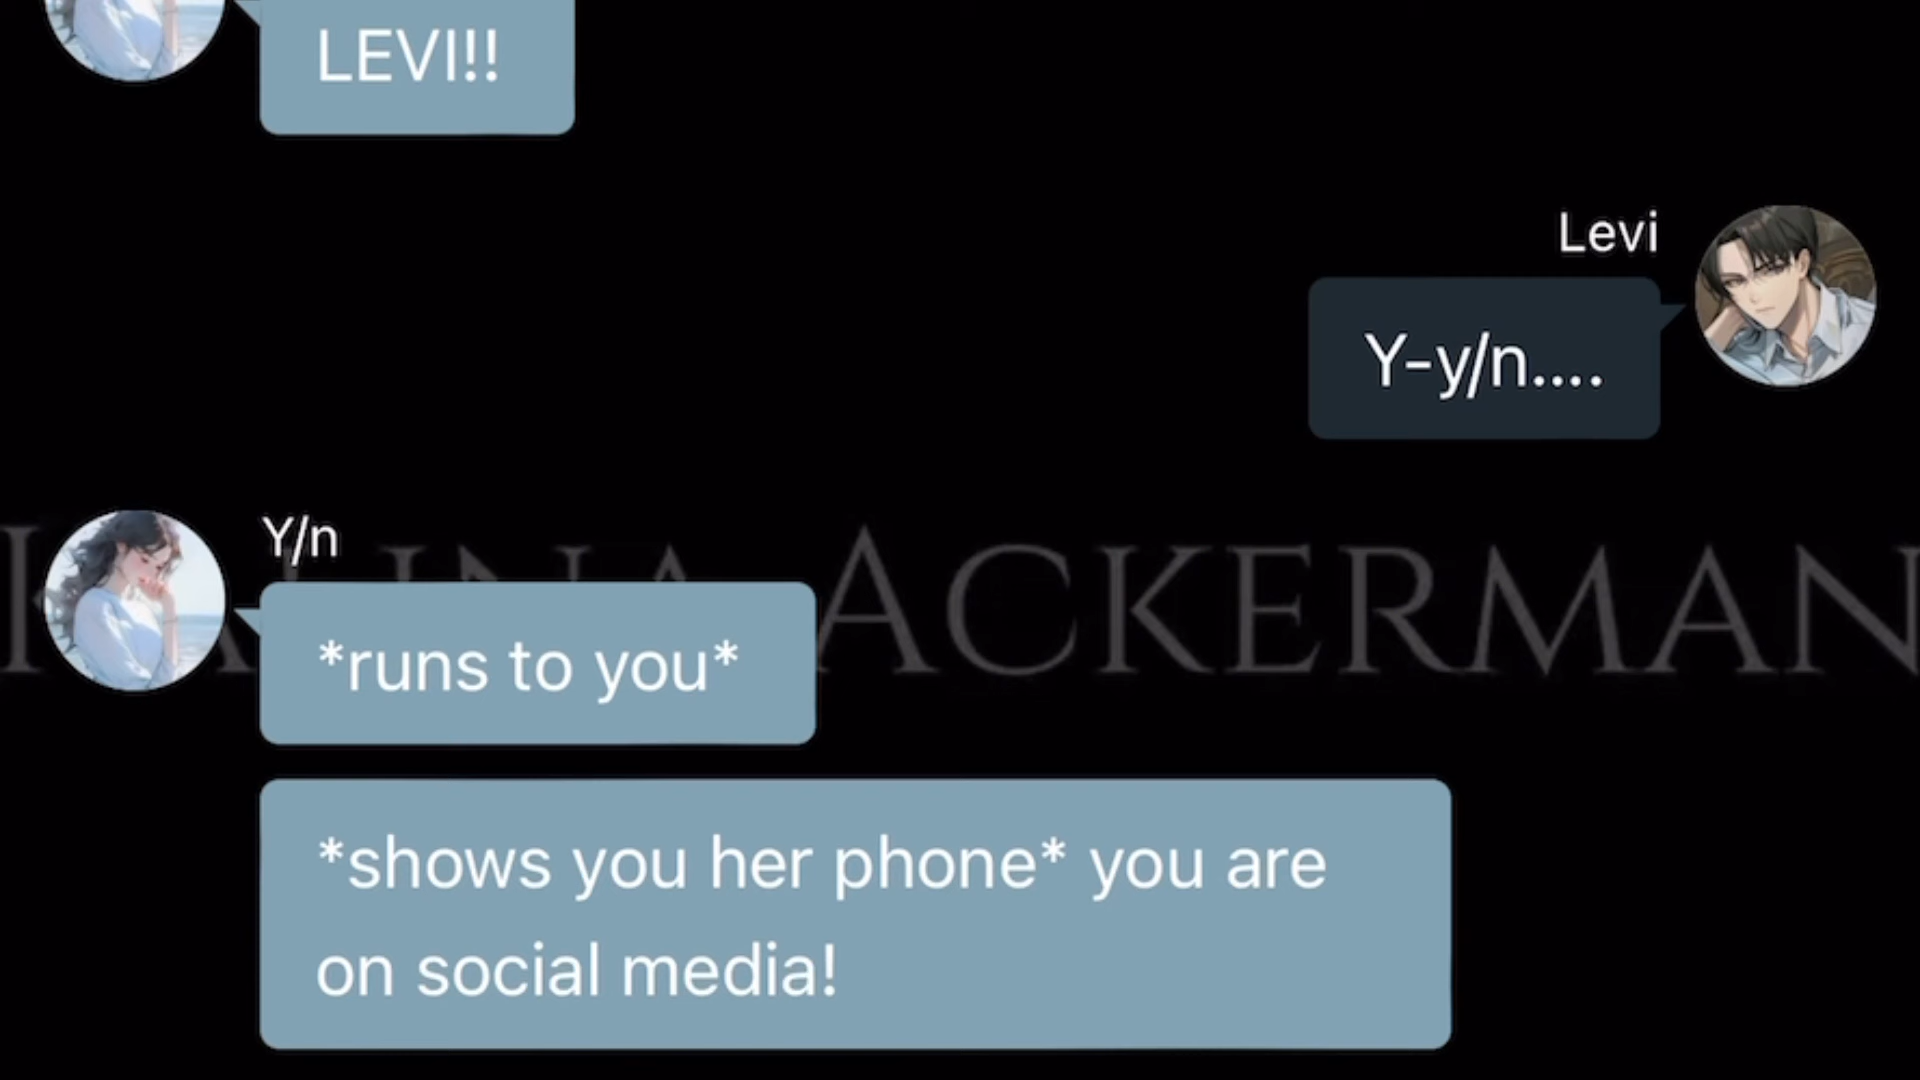 LEVI!!
Levi
Y-y/n....
Y/n
ACKERMAN
*runs to you*
*shows you her phone* you are
on social media!